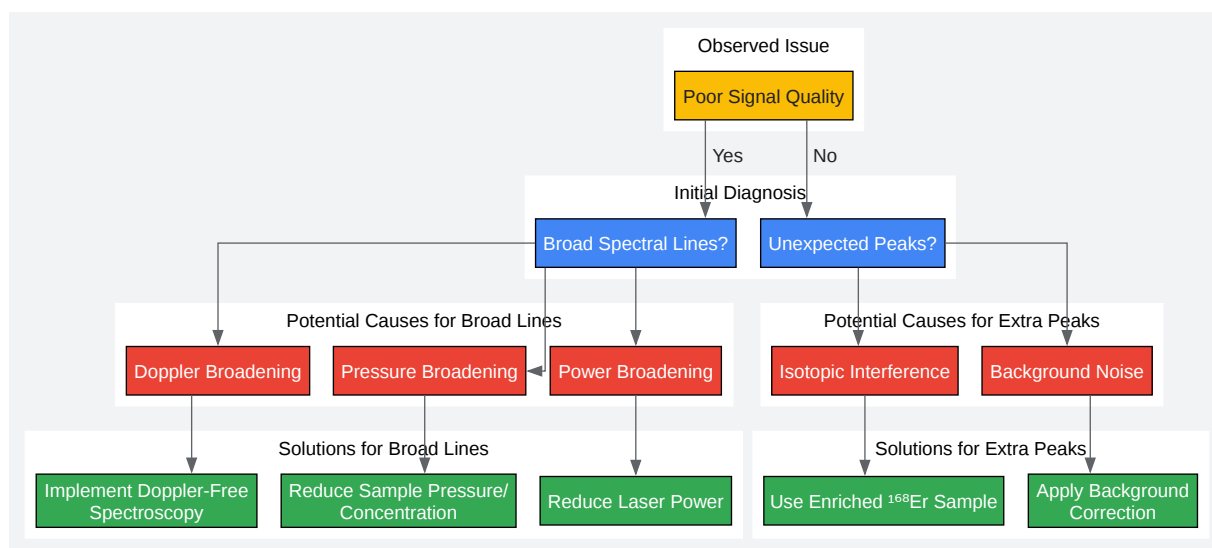 Observed Issue
Poor Signal Quality
Yes
No
Initial Diagnosis
Broad Spectral Lines?
Unexpected Peaks?
Potential Causes for Broad Lines
Potential Causes for Extra Peaks
Doppler Broadening
Pressure Broadening
Power Broadening
Isotopic Interference
Background Noise
Solutions for Broad Lines
Solutions for Extra Peaks
Implement Doppler-Free
Spectroscopy
Reduce Sample Pressure/
Concentration
Reduce Laser Power
Use Enriched ¹⁶⁸Er Sample
Apply Background
Correction